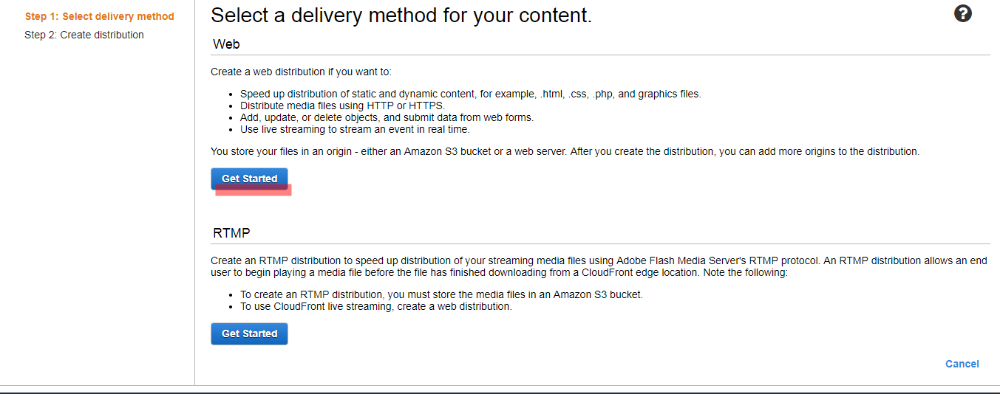 Step 1: Select delivery method
Step 2: Create distribution
Select a delivery method for your content.
?
Web
Create a web distribution if you want to:
• Speed up distribution of static and dynamic content, for example, .html, .css, .php, and graphics files.
• Distribute media files using HTTP or HTTPS.
• Add, update, or delete objects, and submit data from web forms.
• Use live streaming to stream an event in real time.
You store your files in an origin - either an Amazon S3 bucket or a web server. After you create the distribution, you can add more origins to the distribution.
Get Started
RTMP
Create an RTMP distribution to speed up distribution of your streaming media files using Adobe Flash Media Server's RTMP protocol. An RTMP distribution allows an end
user to begin playing a media file before the file has finished downloading from a CloudFront edge location. Note the following:
• To create an RTMP distribution, you must store the media files in an Amazon S3 bucket.
• To use CloudFront live streaming, create a web distribution.
Get Started
Cancel